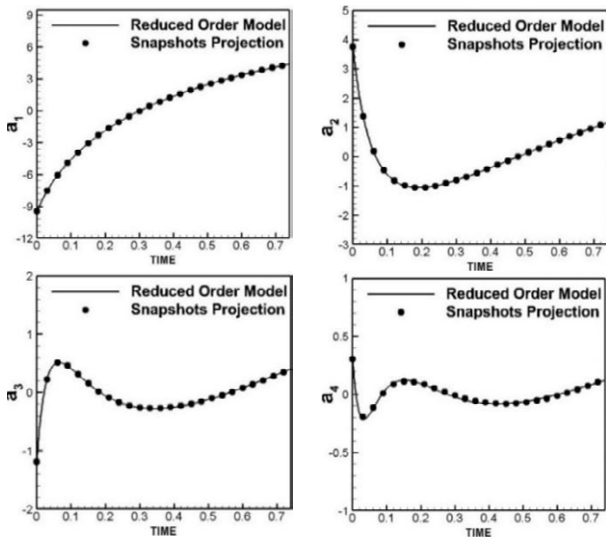 9
6
3
0
-3
-6
-9
-12
a1
Reduced Order Model
Snapshots Projection
0 0.1 0.2 0.3 0.4 0.5 0.6 0.7
TIME
5
4
3
2
1
0
-1
-2
-3
a2
Reduced Order Model
Snapshots Projection
0 0.1 0.2 0.3 0.4 0.5 0.6 0.7
TIME
2
1
0
-1
-2
a3
Reduced Order Model
Snapshots Projection
0 0.1 0.2 0.3 0.4 0.5 0.6 0.7
TIME
1
0.5
0
-0.5
-1
a4
Reduced Order Model
Snapshots Projection
0 0.1 0.2 0.3 0.4 0.5 0.6 0.7
TIME